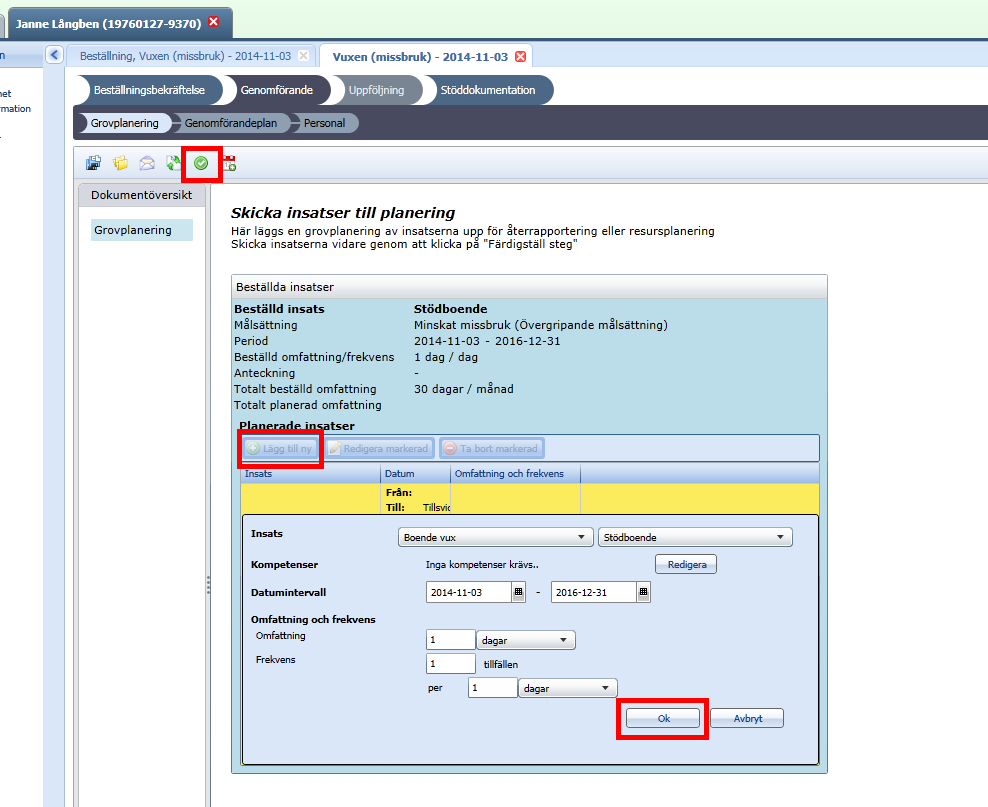 Janne Långben (19760127-9370)
n
Beställning, Vuxen (missbruk) - 2014-11-03
Vuxen (missbruk) - 2014-11-03
net
rmation
Beställningsbekräftelse
Genomförande
Uppföljning
Stöddokumentation
Grovplanering
Genomförandeplan
Personal
Dokumentöversikt
Grovplanering
Skicka insatser till planering
Här läggs en grovplanering av insatserna upp för återrapportering eller resursplanering
Skicka insatserna vidare genom att klicka på "Färdigställ steg"
Beställda insatser
Beställd insats Stödboende
Målsättning Minskat missbruk (Övergripande målsättning)
Period 2014-11-03 - 2016-12-31
Beställd omfattning/frekvens 1 dag / dag
Anteckning -
Totalt beställd omfattning 30 dagar / månad
Totalt planerad omfattning
Planerade insatser
Lägg till ny Redigera markerad Ta bort markerad
Insats Datum Omfattning och frekvens
Från:
Till: Tillsvid
Insats Boende vux Stödboende
Kompetenser Inga kompetenser krävs.. Redigera
Datumintervall 2014-11-03 - 2016-12-31
Omfattning och frekvens
Omfattning 1 dagar
Frekvens 1 tillfällen
per 1 dagar
Ok Avbryt